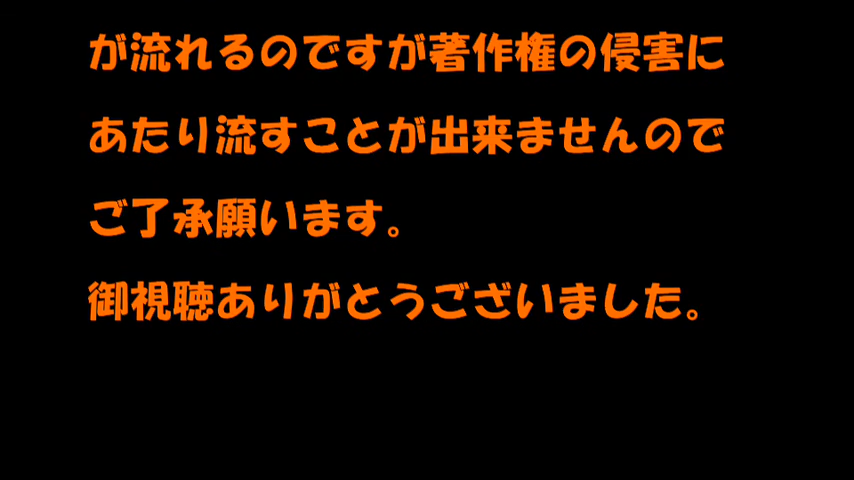 が流れるのですが著作権の侵害に
あたり流すことが出来ませんので
ご了承願います。
御視聴ありがとうございました。